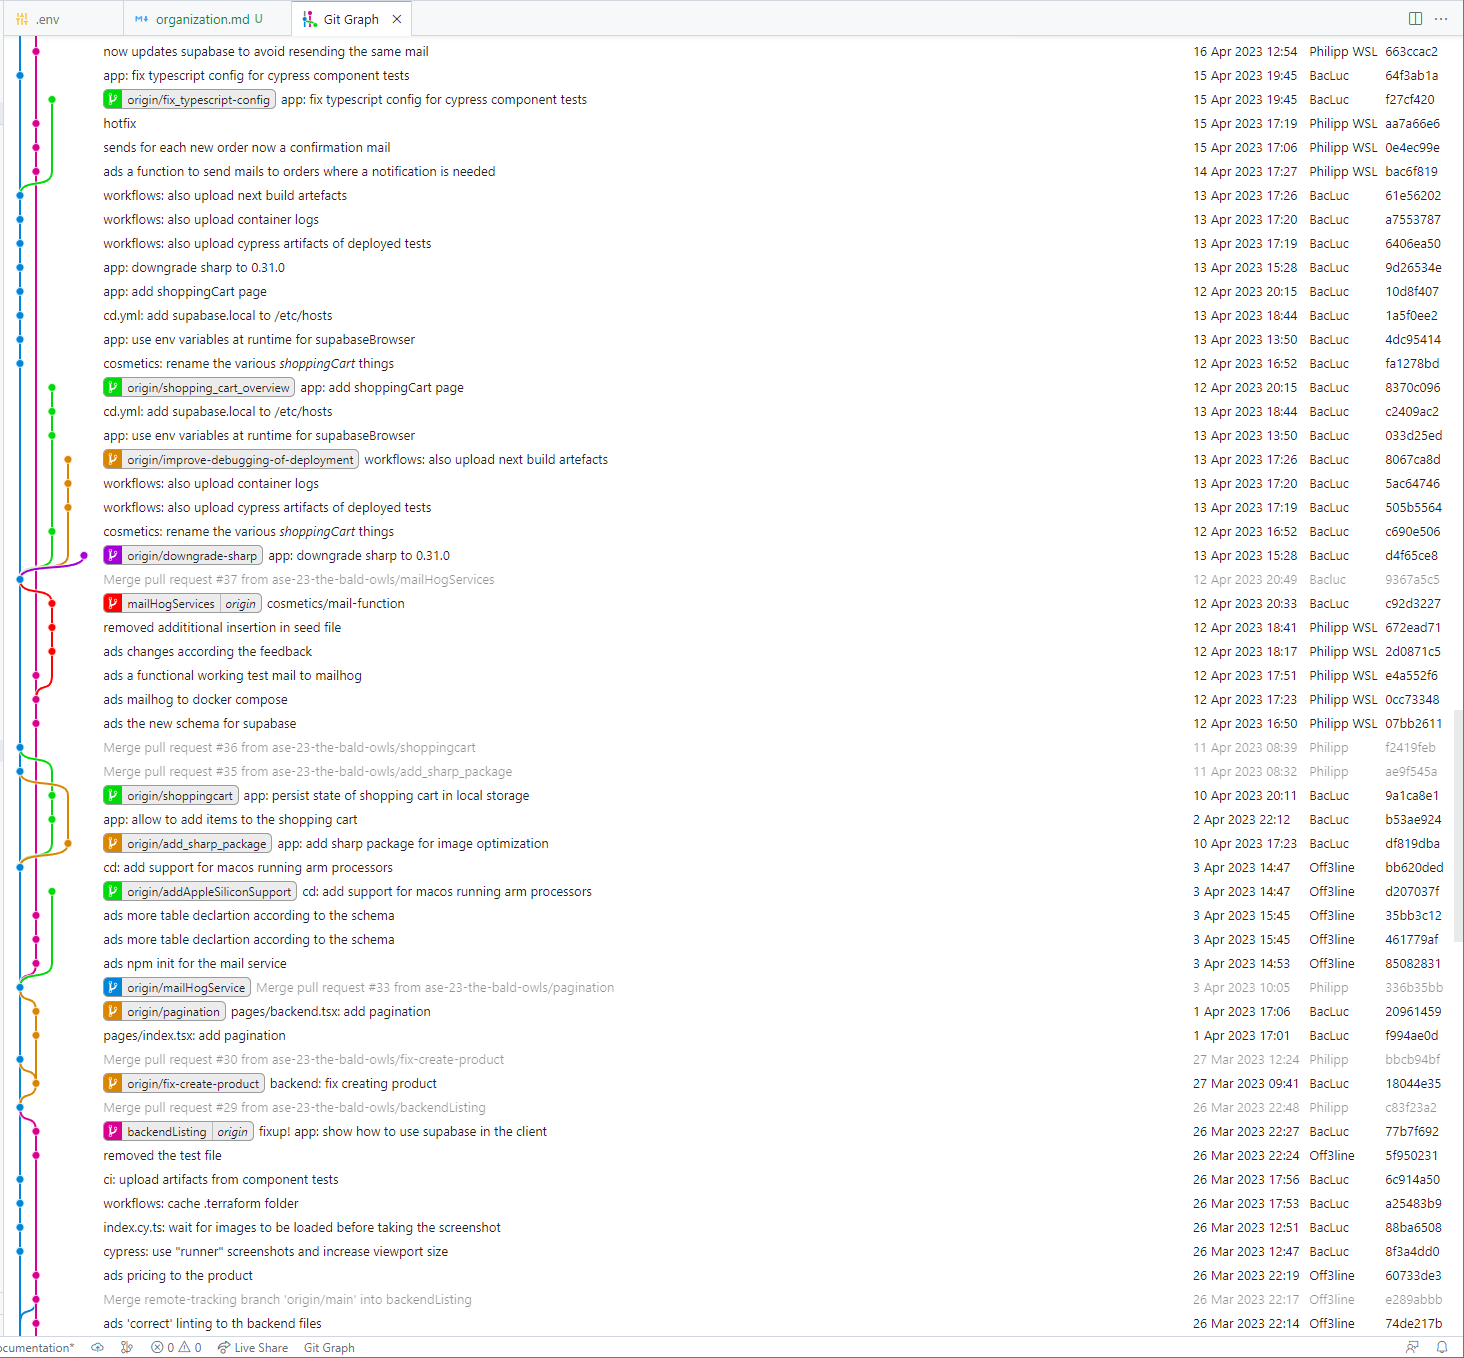 .env organization.md U Git Graph
now updates supabase to avoid resending the same mail 16 Apr 2023 12:54 Philipp WSL 663ccac2
app: fix typescript config for cypress component tests 15 Apr 2023 19:45 BacLuc 64f3ab1a
origin/fix_typescript-config app: fix typescript config for cypress component tests 15 Apr 2023 19:45 BacLuc f27cf420
hotfix 15 Apr 2023 17:19 Philipp WSL aa7a66e6
sends for each new order now a confirmation mail 15 Apr 2023 17:06 Philipp WSL 0e4ec99e
ads a function to send mails to orders where a notification is needed 14 Apr 2023 17:27 Philipp WSL bac6f819
workflows: also upload next build artefacts 13 Apr 2023 17:26 BacLuc 61e56202
workflows: also upload container logs 13 Apr 2023 17:20 BacLuc a7553787
workflows: also upload cypress artifacts of deployed tests 13 Apr 2023 17:19 BacLuc 6406ea50
app: downgrade sharp to 0.31.0 13 Apr 2023 15:28 BacLuc 9d26534e
app: add shoppingCart page 12 Apr 2023 20:15 BacLuc 10d8f407
cd.yml: add supabase.local to /etc/hosts 13 Apr 2023 18:44 BacLuc 1a5f0ee2
app: use env variables at runtime for supabaseBrowser 13 Apr 2023 13:50 BacLuc 4dc95414
cosmetics: rename the various shoppingCart things 12 Apr 2023 16:52 BacLuc fa1278bd
origin/shopping_cart_overview app: add shoppingCart page 12 Apr 2023 20:15 BacLuc 8370c096
cd.yml: add supabase.local to /etc/hosts 13 Apr 2023 18:44 BacLuc c2409ac2
app: use env variables at runtime for supabaseBrowser 13 Apr 2023 13:50 BacLuc 033d25ed
origin/improve-debugging-of-deployment workflows: also upload next build artefacts 13 Apr 2023 17:26 BacLuc 8067ca8d
workflows: also upload container logs 13 Apr 2023 17:20 BacLuc 5ac64746
workflows: also upload cypress artifacts of deployed tests 13 Apr 2023 17:19 BacLuc 505b5564
cosmetics: rename the various shoppingCart things 12 Apr 2023 16:52 BacLuc c690e506
origin/downgrade-sharp app: downgrade sharp to 0.31.0 13 Apr 2023 15:28 BacLuc d4f65ce8
Merge pull request #37 from ase-23-the-bald-owls/mailHogServices 12 Apr 2023 20:49 Bacluc 9367a5c5
mailHogServices origin cosmetics/mail-function 12 Apr 2023 20:33 BacLuc c92d3227
removed addititional insertion in seed file 12 Apr 2023 18:41 Philipp WSL 672ead71
ads changes according the feedback 12 Apr 2023 18:17 Philipp WSL 2d0871c5
ads a functional working test mail to mailhog 12 Apr 2023 17:51 Philipp WSL e4a552f6
ads mailhog to docker compose 12 Apr 2023 17:23 Philipp WSL 0cc73348
ads the new schema for supabase 12 Apr 2023 16:50 Philipp WSL 07bb2611
Merge pull request #36 from ase-23-the-bald-owls/shoppingcart 11 Apr 2023 08:39 Philipp f2419feb
Merge pull request #35 from ase-23-the-bald-owls/add_sharp_package 11 Apr 2023 08:32 Philipp ae9f545a
origin/shoppingcart app: persist state of shopping cart in local storage 10 Apr 2023 20:11 BacLuc 9a1ca8e1
app: allow to add items to the shopping cart 2 Apr 2023 22:12 BacLuc b53ae924
origin/add_sharp_package app: add sharp package for image optimization 10 Apr 2023 17:23 BacLuc df819dba
cd: add support for macos running arm processors 3 Apr 2023 14:47 Off3line bb620ded
origin/addAppleSiliconSupport cd: add support for macos running arm processors 3 Apr 2023 14:47 Off3line d207037f
ads more table declartion according to the schema 3 Apr 2023 15:45 Off3line 35bb3c12
ads more table declartion according to the schema 3 Apr 2023 15:45 Off3line 461779af
ads npm init for the mail service 3 Apr 2023 14:53 Off3line 85082831
origin/mailHogService Merge pull request #33 from ase-23-the-bald-owls/pagination 3 Apr 2023 10:05 Philipp 336b35bb
origin/pagination pages/backend.tsx: add pagination 1 Apr 2023 17:06 BacLuc 20961459
pages/index.tsx: add pagination 1 Apr 2023 17:01 BacLuc f994ae0d
Merge pull request #30 from ase-23-the-bald-owls/fix-create-product 27 Mar 2023 12:24 Philipp bbcb94bf
origin/fix-create-product backend: fix creating product 27 Mar 2023 09:41 BacLuc 18044e35
Merge pull request #29 from ase-23-the-bald-owls/backendListing 26 Mar 2023 22:48 Philipp c83f23a2
backendListing origin fixup! app: show how to use supabase in the client 26 Mar 2023 22:27 BacLuc 77b7f692
removed the test file 26 Mar 2023 22:24 Off3line 5f950231
ci: upload artifacts from component tests 26 Mar 2023 17:56 BacLuc 6c914a50
workflows: cache .terraform folder 26 Mar 2023 17:53 BacLuc a25483b9
index.cy.ts: wait for images to be loaded before taking the screenshot 26 Mar 2023 12:51 BacLuc 88ba6508
cypress: use "runner" screenshots and increase viewport size 26 Mar 2023 12:47 BacLuc 8f3a4dd0
ads pricing to the product 26 Mar 2023 22:19 Off3line 60733de3
Merge remote-tracking branch 'origin/main' into backendListing 26 Mar 2023 22:17 Off3line e289abbb
ads 'correct' linting to th backend files 26 Mar 2023 22:14 Off3line 74de217b
ocumentation* 0 0 Live Share Git Graph